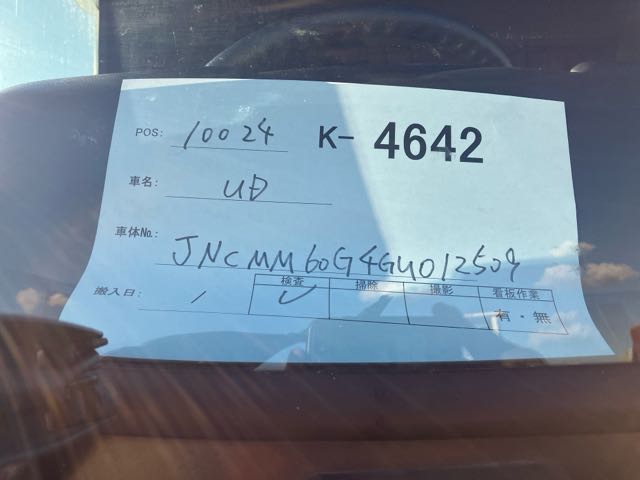 POS: 10024 K- 4642
車名: UD
車体No.: JNCMM60G4GU012509
搬入日: / 検査 掃除 撮影 看板作業
✓ 有・無